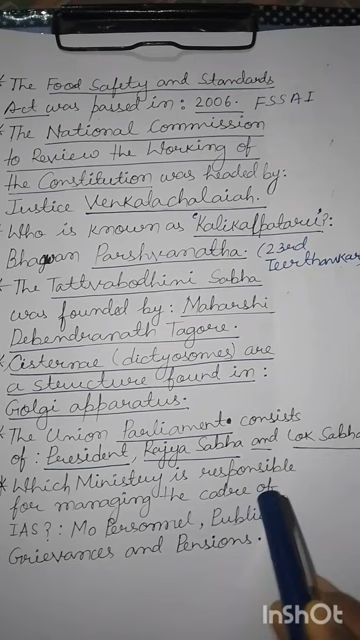 * The Food Safety and Standards
Act was passed in: 2006. FSSAI
* The National Commission
to Review the Working of
the Constitution was headed by:
Justice Venkalachalaiah.
* Who is known as 'Kalikalpataru'?:
Bhagwan Parshvanatha. (23rd
Teerthankar
* The Tattvabodhini Sabha
was founded by: Maharshi
Debendranath Tagore.
* Cisternae (dictyosomes) are
a structure found in:
Golgi apparatus.
* The Union Parliament consists
of: President, Rajya Sabha and Lok Sabha
* Which Ministry is responsible
for managing the cadre of
IAS?: Mo Personnel, Public
Grievances and Pensions.
InShOt